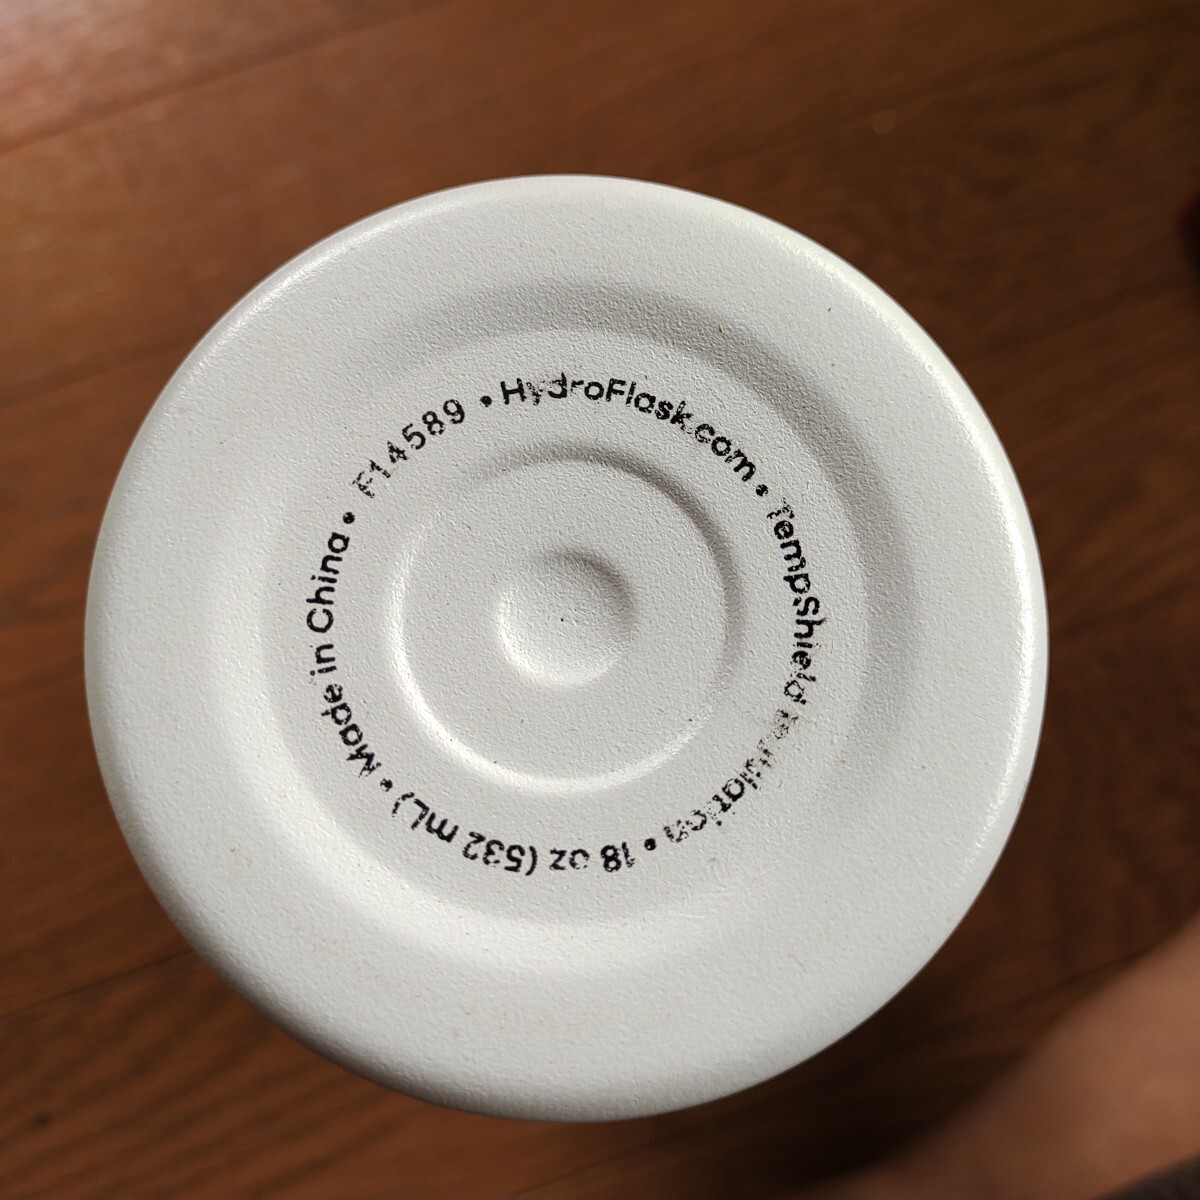 HydroFlask.com • TempShield Insulation • 18 oz (532 mL) • Made in China • F14589 •